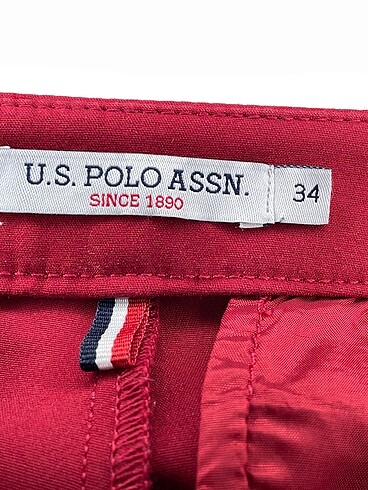 U.S. POLO ASSN.
SINCE 1890
34